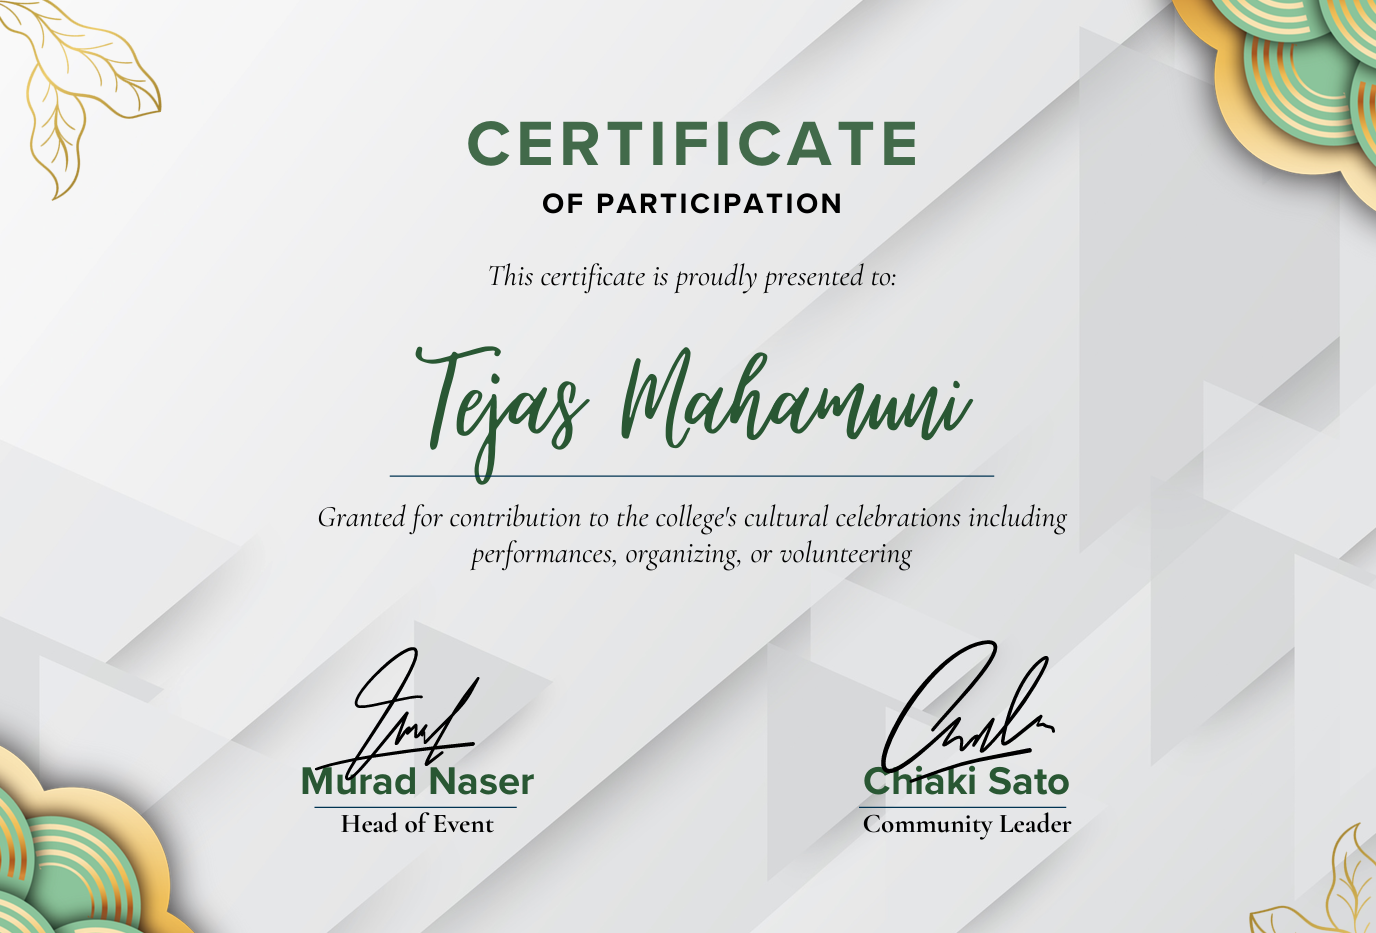 CERTIFICATE
OF PARTICIPATION
This certificate is proudly presented to:
Tejas Mahamuni
Granted for contribution to the college's cultural celebrations including
performances, organizing, or volunteering
Murad Naser
Chiaki Sato
Head of Event
Community Leader